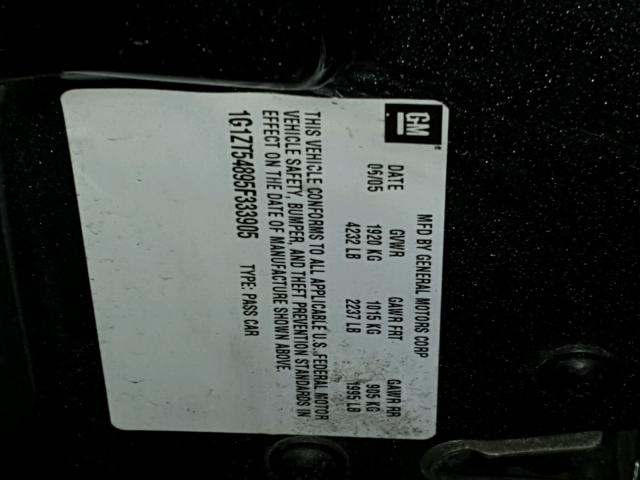 GM
MFD BY GENERAL MOTORS CORP
DATE GVWR GAWR FRT GAWR RR
06/05 1920 KG 1015 KG 905 KG
4232 LB 2237 LB 1995 LB
THIS VEHICLE CONFORMS TO ALL APPLICABLE U.S. FEDERAL MOTOR
VEHICLE SAFETY, BUMPER, AND THEFT PREVENTION STANDARDS IN
EFFECT ON THE DATE OF MANUFACTURE SHOWN ABOVE.
1G1ZT54895F333905 TYPE: PASS CAR